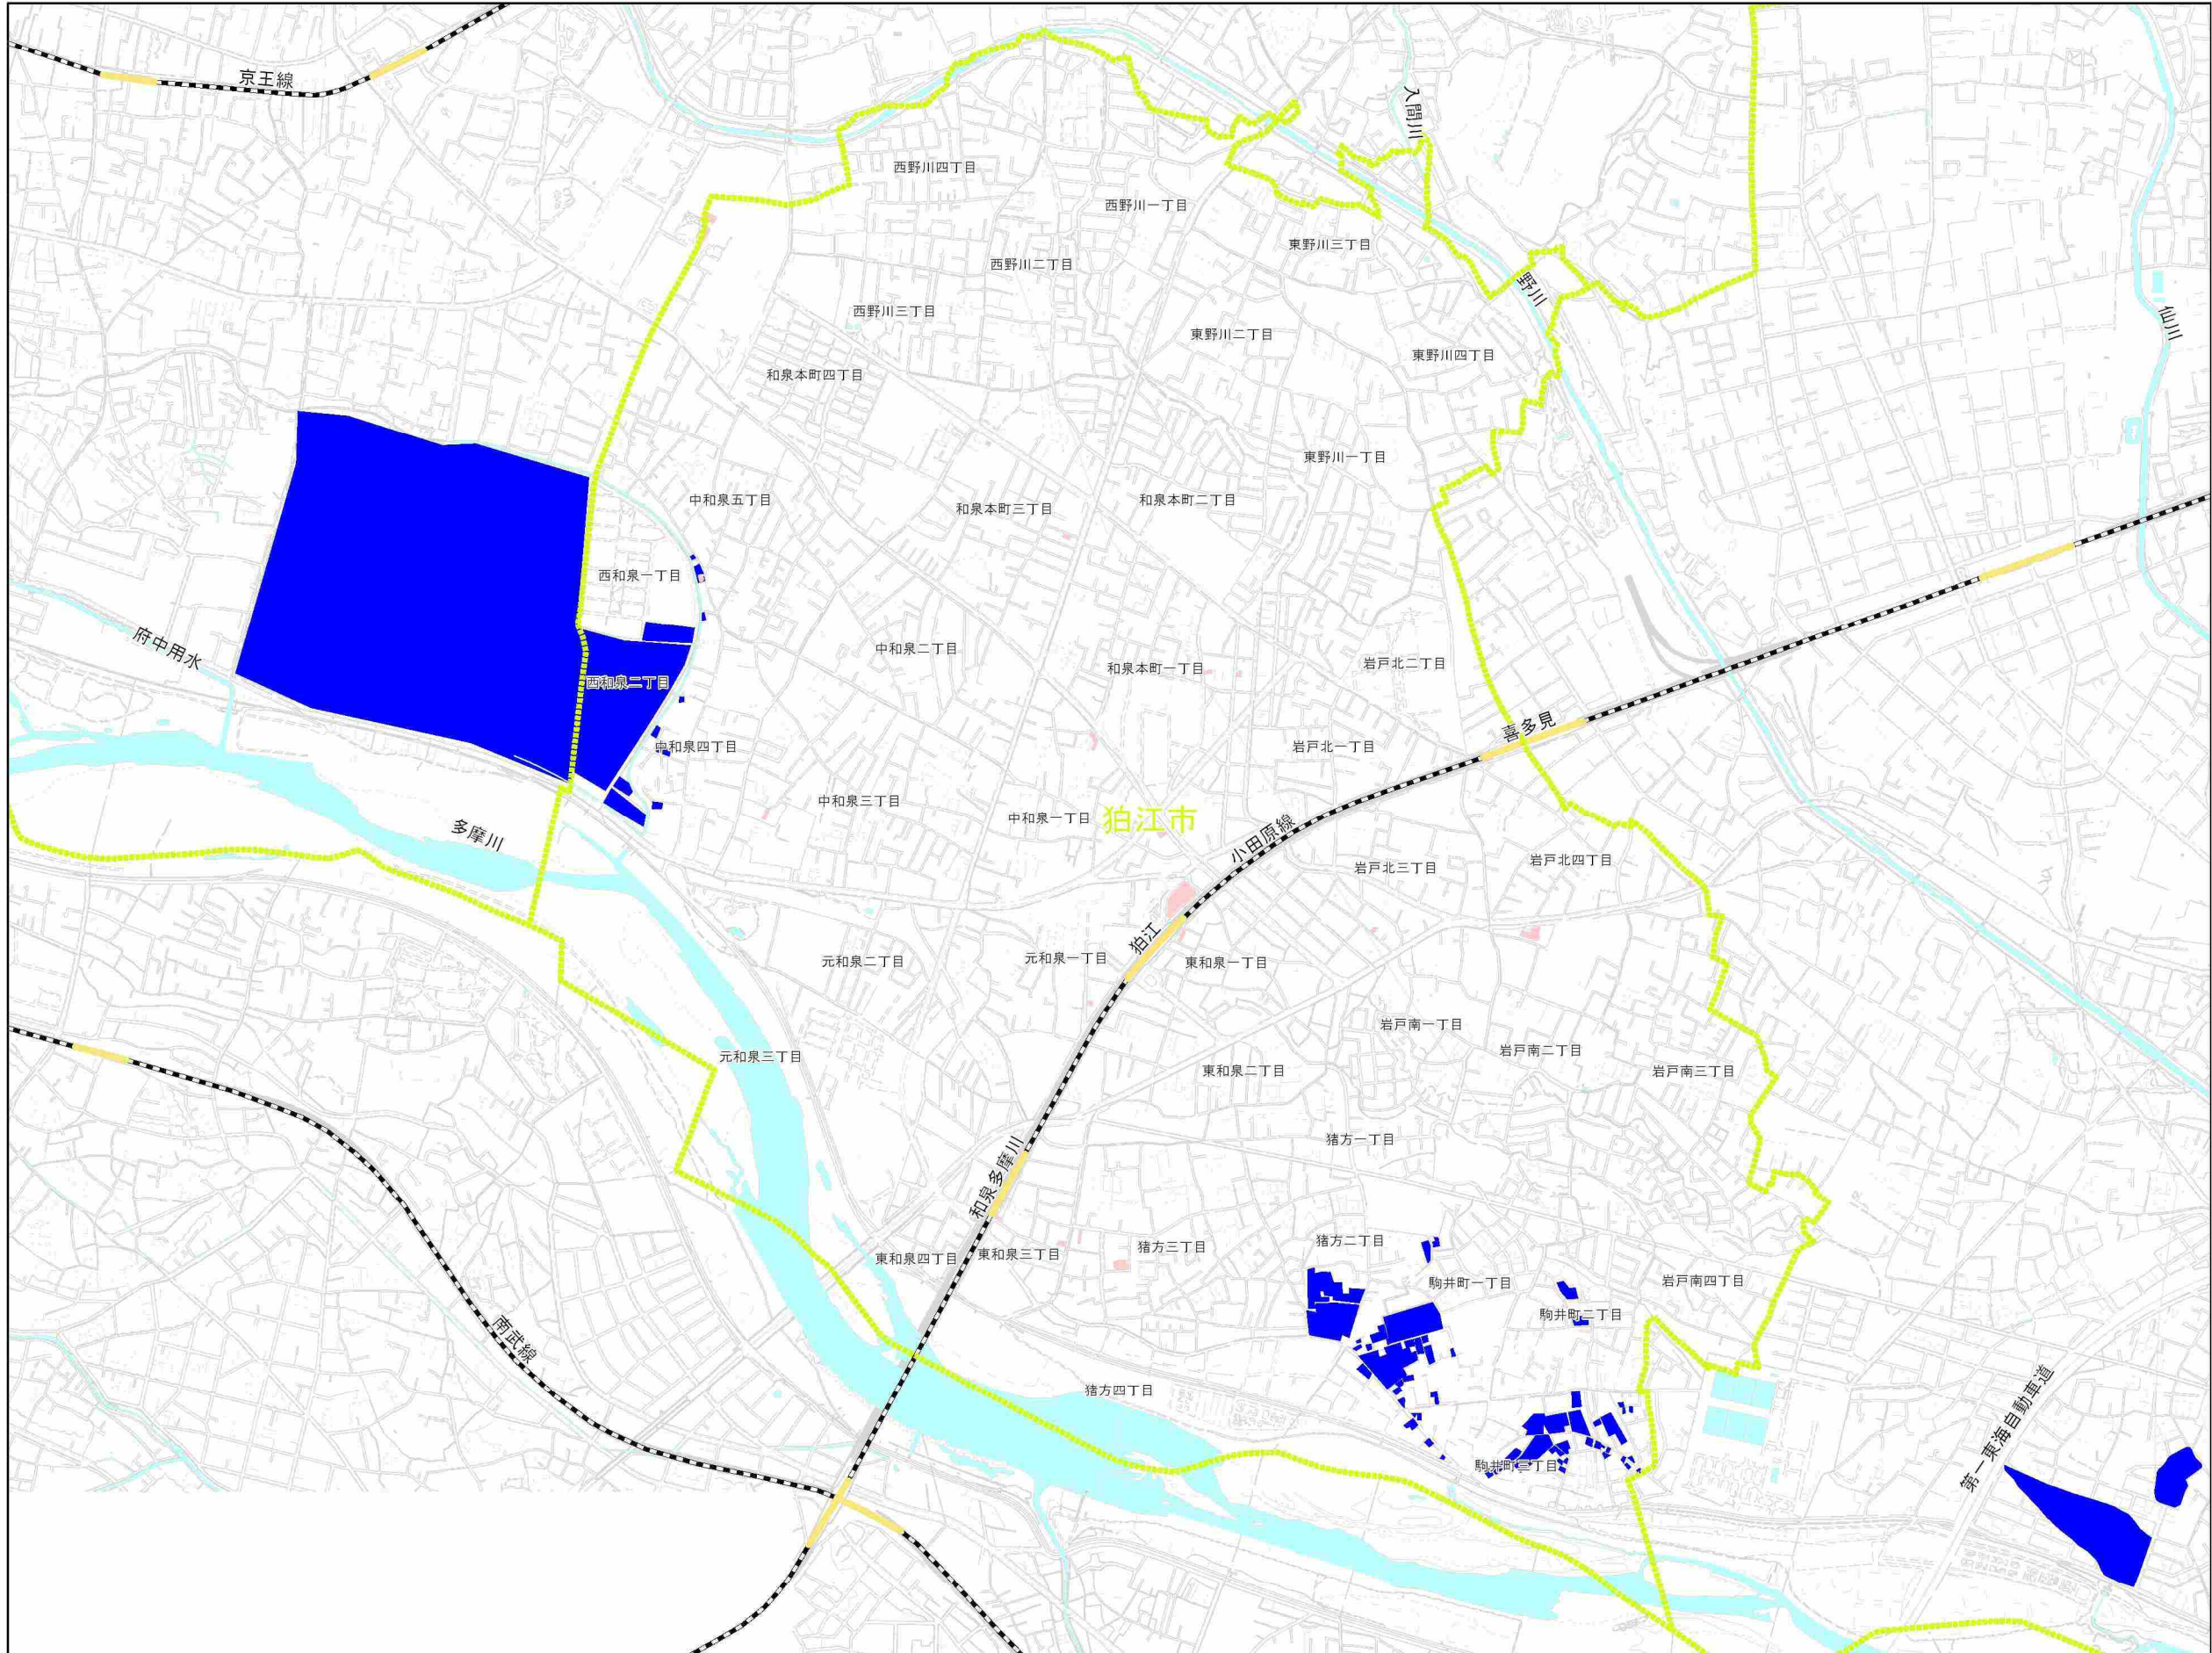 京王線
入間川
西野川四丁目
西野川一丁目
東野川三丁目
西野川二丁目
野川
西野川三丁目
仙川
東野川二丁目
東野川四丁目
和泉本町四丁目
東野川一丁目
中和泉五丁目
和泉本町三丁目
和泉本町二丁目
西和泉一丁目
府中用水
中和泉二丁目
和泉本町一丁目
岩戸北二丁目
西和泉二丁目
喜多見
中和泉四丁目
岩戸北一丁目
中和泉三丁目
中和泉一丁目
狛江市
多摩川
小田原線
岩戸北三丁目
岩戸北四丁目
狛江
元和泉二丁目
元和泉一丁目
東和泉一丁目
岩戸南一丁目
元和泉三丁目
岩戸南二丁目
東和泉二丁目
岩戸南三丁目
猪方一丁目
和泉多摩川
東和泉四丁目
東和泉三丁目
猪方三丁目
猪方二丁目
駒井町一丁目
岩戸南四丁目
駒井町二丁目
南武線
猪方四丁目
第一東海自動車道
駒井町三丁目